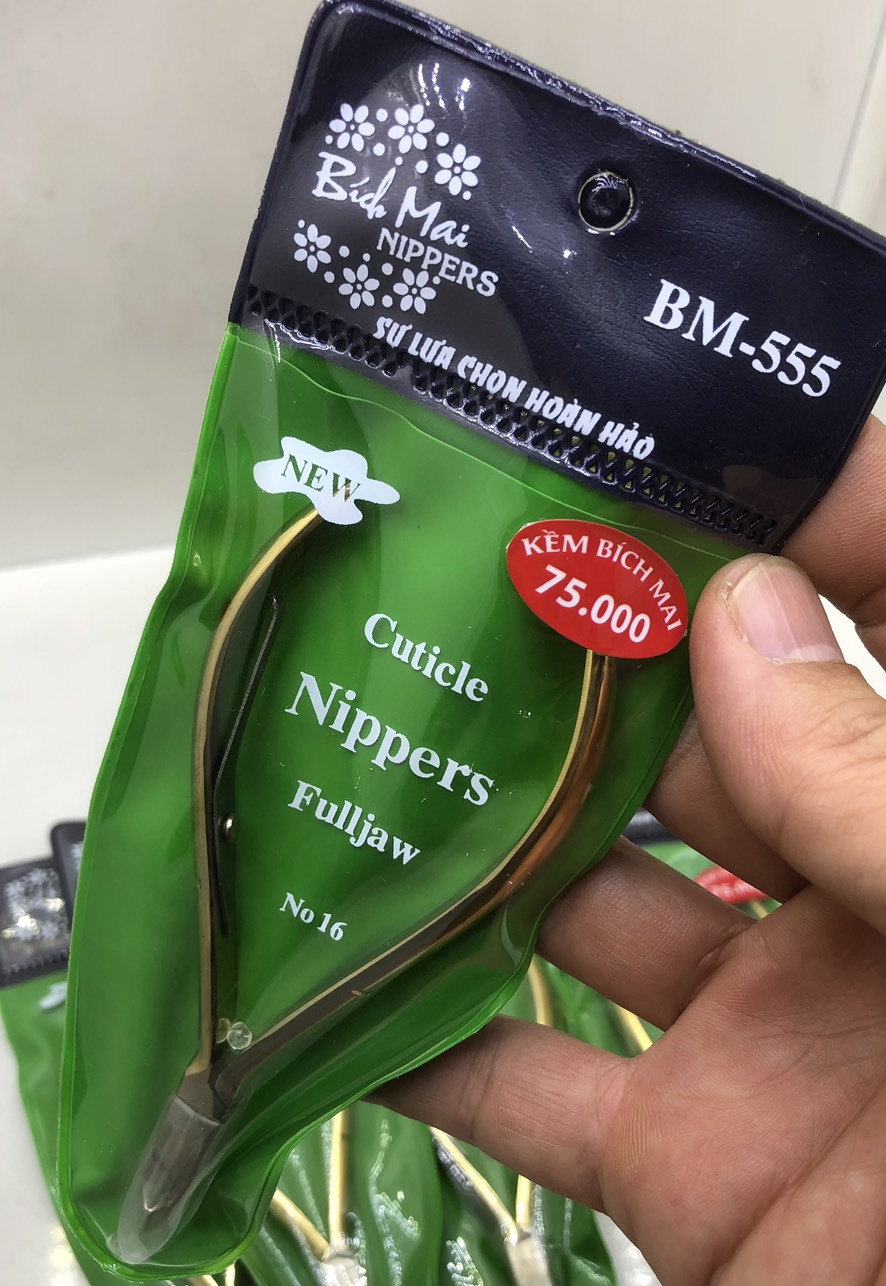 Bích Mai
NIPPERS
BM-555
SỰ LỰA CHỌN HOÀN HẢO
NEW
KỀM BÍCH MAI
75.000
Cuticle
Nippers
Fulljaw
No 16